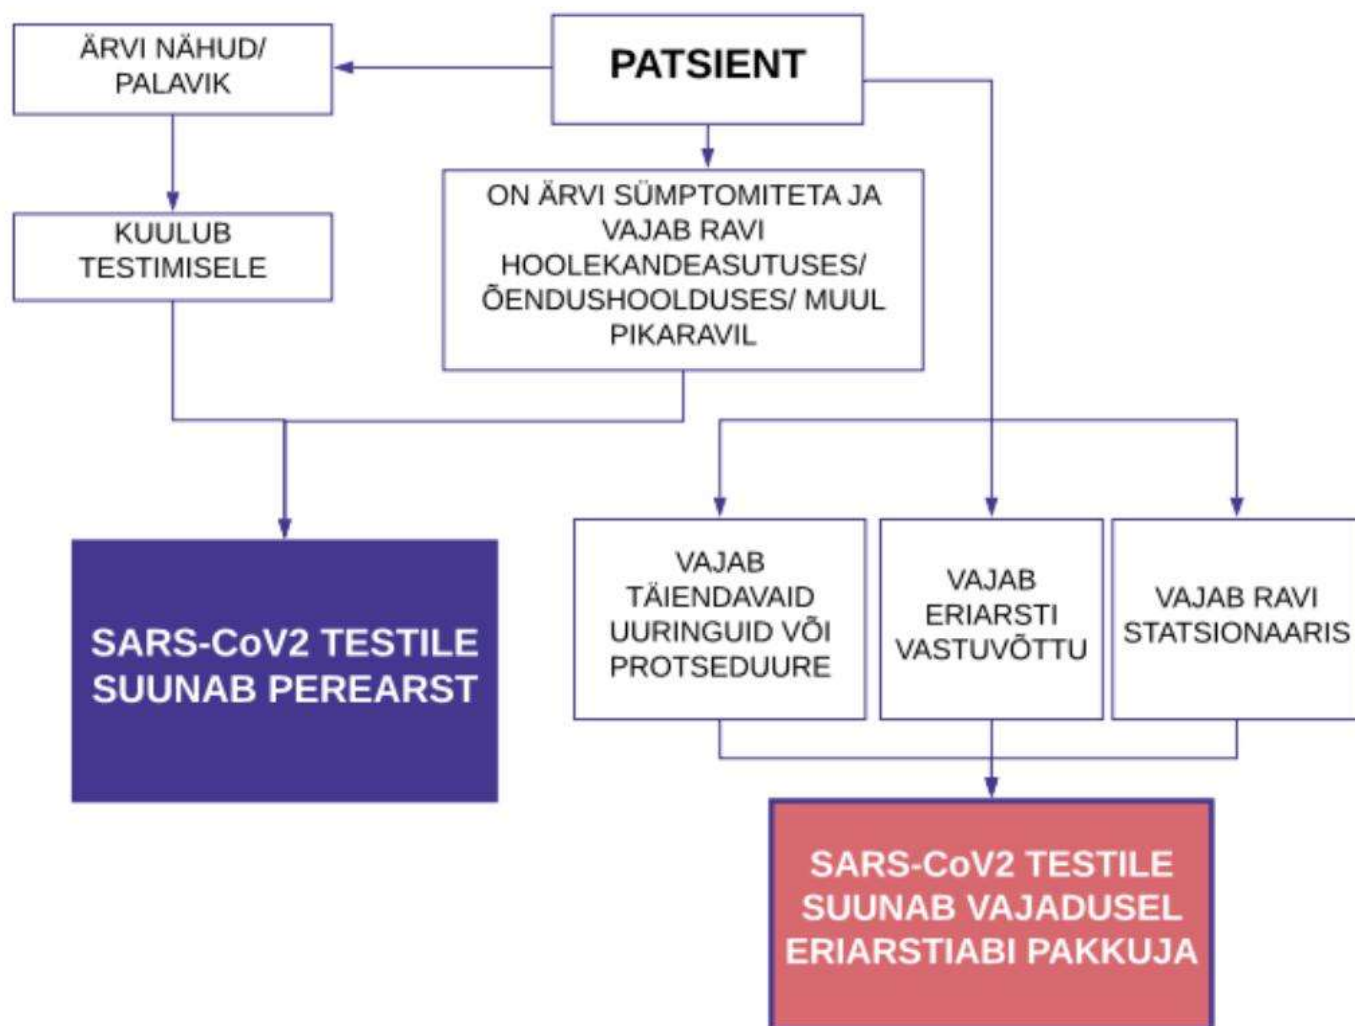 ÄRVI NÄHUD/
PALAVIK
PATSIENT
KUULUB
TESTIMISELE
ON ÄRVI SÜMPTOMITETA JA
VAJAB RAVI
HOOLEKANDEASUTUSES/
ÕENDUSHOOLDUSES/ MUUL
PIKARAVIL
SARS-CoV2 TESTILE
SUUNAB PEREARST
VAJAB
TÄIENDAVAID
UURINGUID VÕI
PROTSEDUURE
VAJAB
ERIARSTI
VASTUVÕTTU
VAJAB RAVI
STATSIONAARIS
SARS-CoV2 TESTILE
SUUNAB VAJADUSEL
ERIARSTIABI PAKKUJA